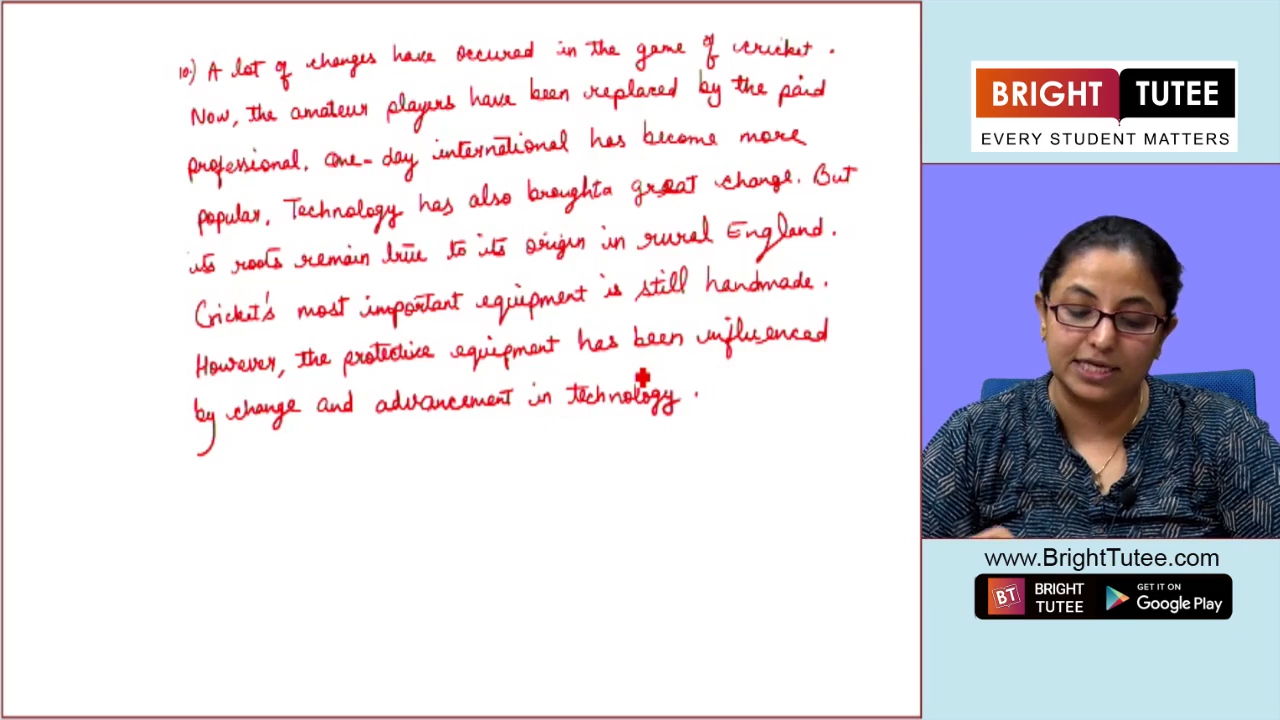 10.) A lot of changes have occured in the game of cricket.
Now, the amateur players have been replaced by the paid
professional. one-day international has become more
popular. Technology has also brought a great change. But
its roots remain true to its origin in rural England.
Cricket's most important equipment is still handmade.
However, the protective equipment has been influenced
by change and advancement in technology.
BRIGHT TUTEE
EVERY STUDENT MATTERS
www.BrightTutee.com
BT BRIGHT TUTEE
GET IT ON
Google Play